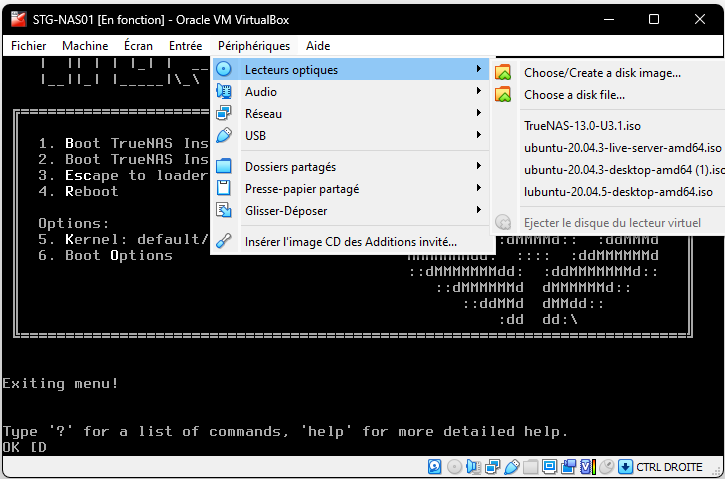 STG-NAS01 [En fonction] - Oracle VM VirtualBox
Fichier Machine Écran Entrée Périphériques Aide
Lecteurs optiques
Audio
Réseau
USB
Dossiers partagés
Presse-papier partagé
Glisser-Déposer
Insérer l'image CD des Additions invité...
Choose/Create a disk image...
Choose a disk file...
TrueNAS-13.0-U3.1.iso
ubuntu-20.04.3-live-server-amd64.iso
ubuntu-20.04.3-desktop-amd64 (1).iso
lubuntu-20.04.5-desktop-amd64.iso
Ejecter le disque du lecteur virtuel
1. Boot TrueNAS Ins
2. Boot TrueNAS Ins
3. Escape to loader
4. Reboot
Options:
5. Kernel: default/
6. Boot Options
Exiting menu!
Type '?' for a list of commands, 'help' for more detailed help.
OK [D
CTRL DROITE